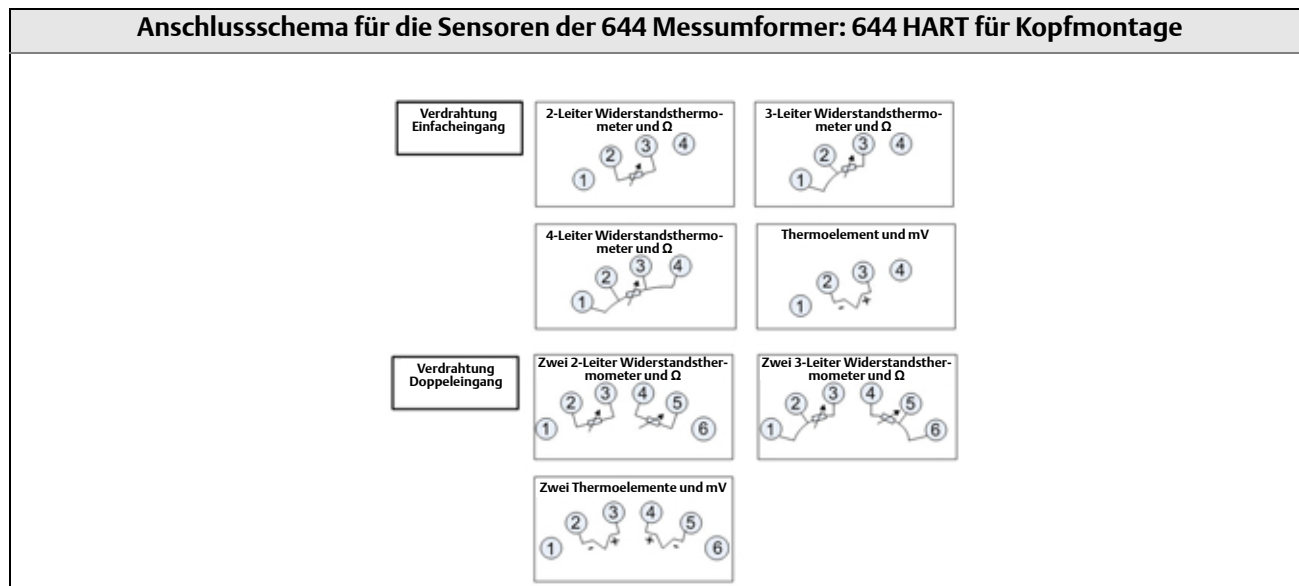 Anschlussschema für die Sensoren der 644 Messumformer: 644 HART für Kopfmontage
Verdrahtung
Einfacheingang
2-Leiter Widerstandsthermo-
meter und Ω
1 2 3 4
3-Leiter Widerstandsthermo-
meter und Ω
1 2 3 4
4-Leiter Widerstandsthermo-
meter und Ω
1 2 3 4
Thermoelement und mV
1 2 3 4
- +
Verdrahtung
Doppeleingang
Zwei 2-Leiter Widerstandsther-
mometer und Ω
1 2 3 4 5 6
Zwei 3-Leiter Widerstandsther-
mometer und Ω
1 2 3 4 5 6
Zwei Thermoelemente und mV
1 2 3 4 5 6
- + + -